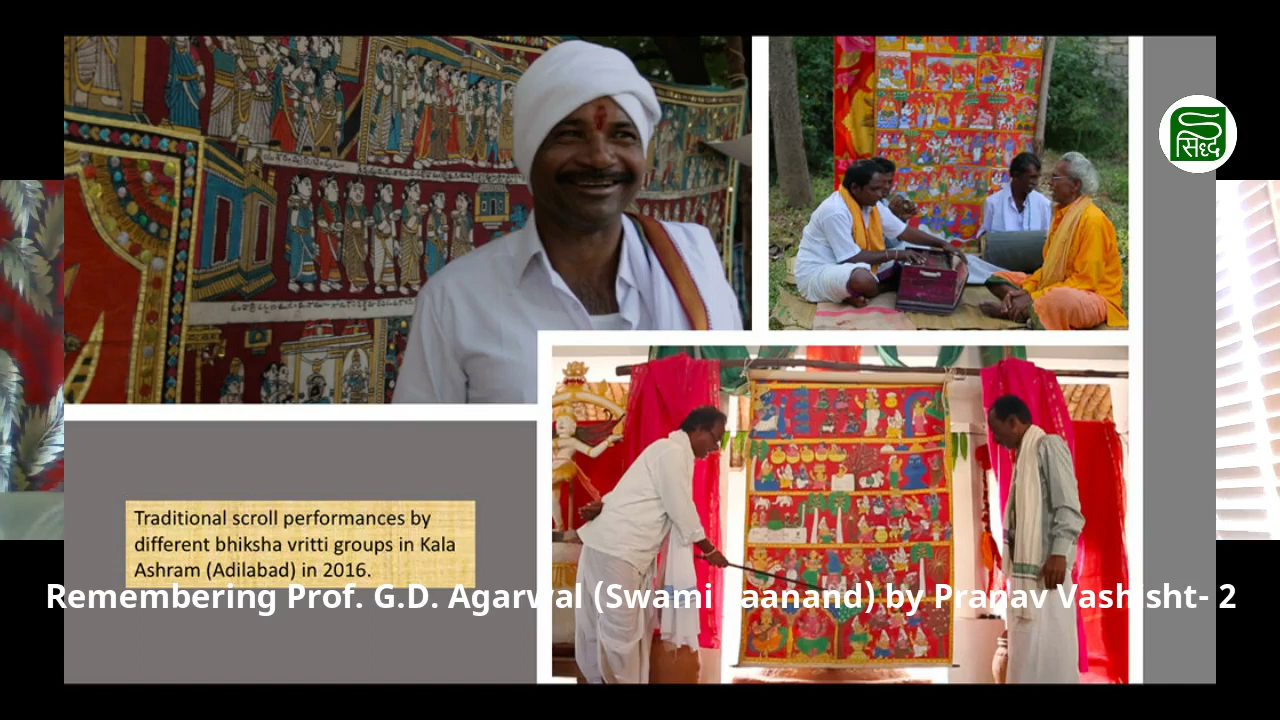 सिध्द
Traditional scroll performances by
different bhiksha vritti groups in Kala
Ashram (Adilabad) in 2016.
Remembering Prof. G.D. Agarwal (Swami aanand) by Pranav Vashisht- 2